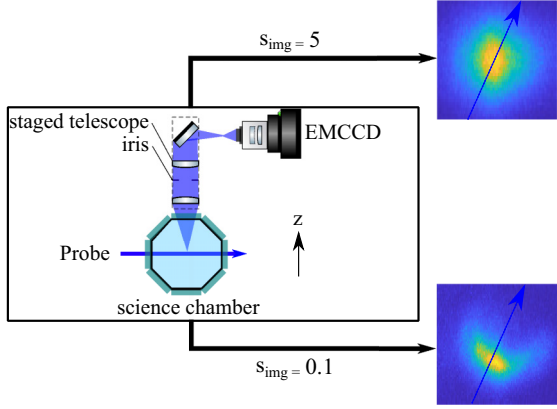 s_img = 5
staged telescope
iris
EMCCD
z
Probe
science chamber
s_img = 0.1